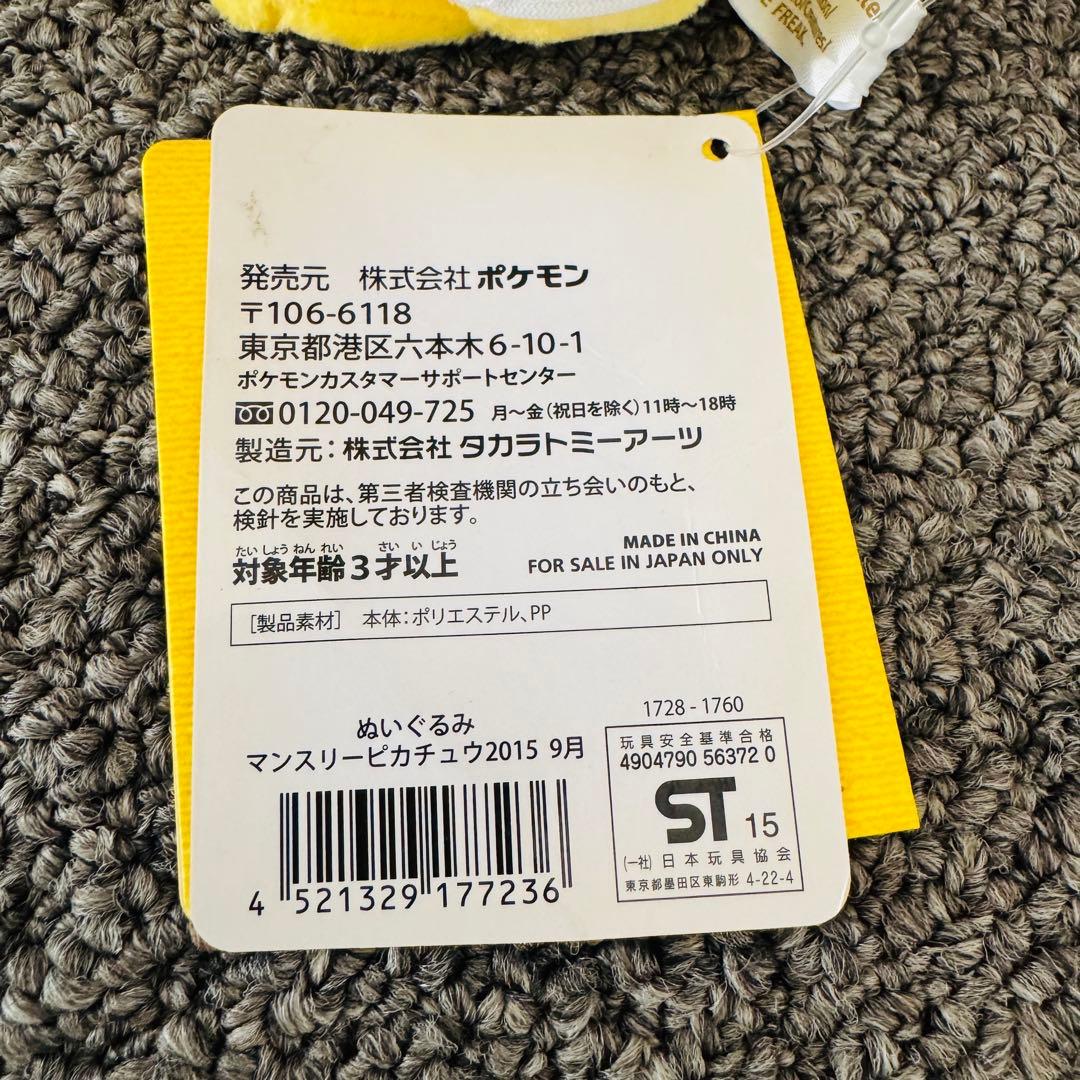 FREAK
発売元 株式会社 ポケモン
〒106-6118
東京都港区六本木6-10-1
ポケモンカスタマーサポートセンター
0120-049-725 月〜金(祝日を除く)11時〜18時
製造元：株式会社 タカラトミーアーツ
この商品は、第三者検査機関の立ち会いのもと、
検針を実施しております。
たいしょうねんれい さい いじょう
対象年齢3才以上
MADE IN CHINA
FOR SALE IN JAPAN ONLY
[製品素材] 本体：ポリエステル、PP
ぬいぐるみ
マンスリーピカチュウ2015 9月
4 521329 177236
1728 - 1760
玩具安全基準合格
4904790 56372 0
ST 15
(一社)日本玩具協会
東京都墨田区東駒形 4-22-4